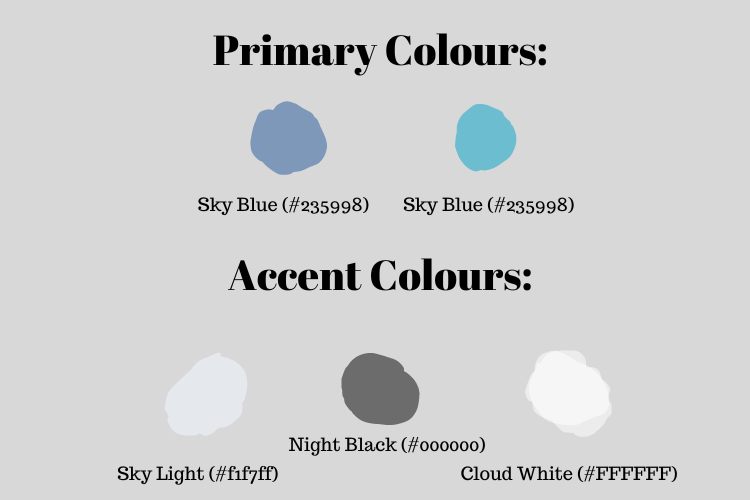 Primary Colours:
Sky Blue (#235998) Sky Blue (#235998)
Accent Colours:
Night Black (#000000)
Sky Light (#f1f7ff) Cloud White (#FFFFFF)